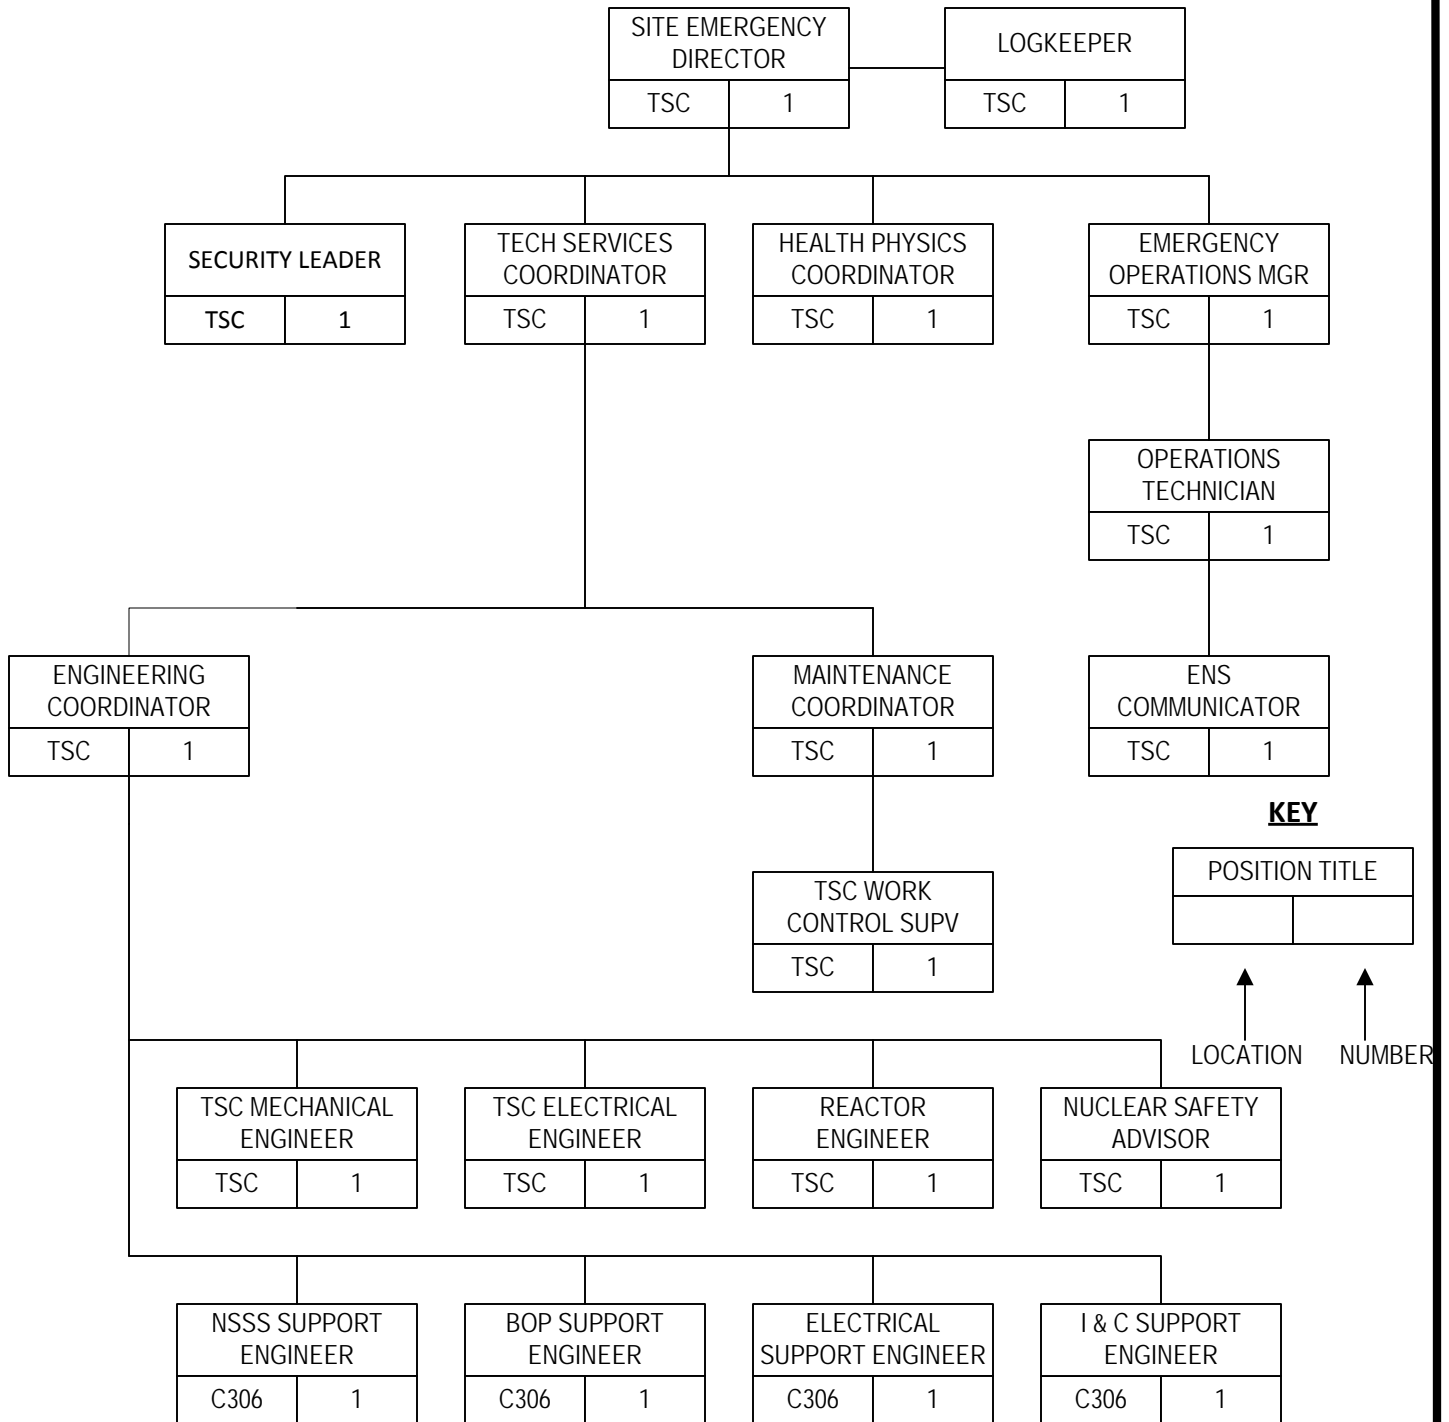 SITE EMERGENCY
DIRECTOR
TSC 1
LOGKEEPER
TSC 1
SECURITY LEADER
TSC 1
TECH SERVICES
COORDINATOR
TSC 1
HEALTH PHYSICS
COORDINATOR
TSC 1
EMERGENCY
OPERATIONS MGR
TSC 1
OPERATIONS
TECHNICIAN
TSC 1
ENGINEERING
COORDINATOR
TSC 1
MAINTENANCE
COORDINATOR
TSC 1
ENS
COMMUNICATOR
TSC 1
KEY
POSITION TITLE
LOCATION NUMBER
TSC WORK
CONTROL SUPV
TSC 1
TSC MECHANICAL
ENGINEER
TSC 1
TSC ELECTRICAL
ENGINEER
TSC 1
REACTOR
ENGINEER
TSC 1
NUCLEAR SAFETY
ADVISOR
TSC 1
NSSS SUPPORT
ENGINEER
C306 1
BOP SUPPORT
ENGINEER
C306 1
ELECTRICAL
SUPPORT ENGINEER
C306 1
I & C SUPPORT
ENGINEER
C306 1